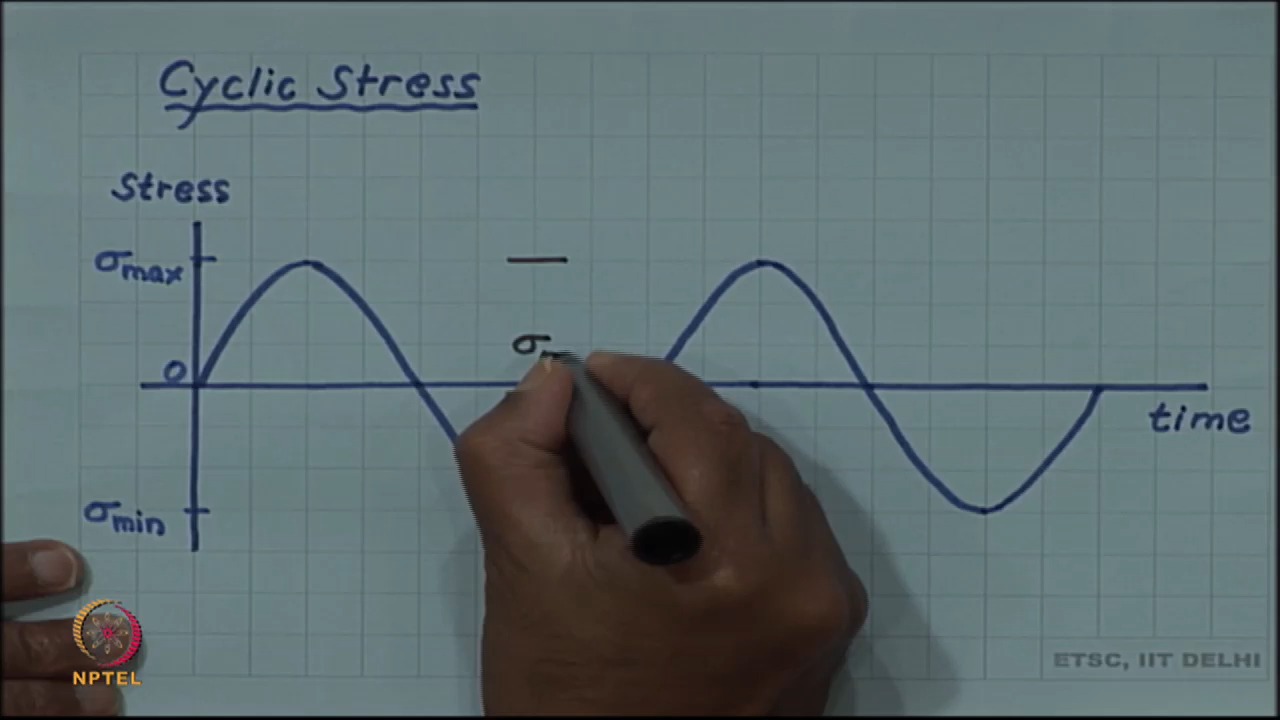 Cyclic Stress
Stress
σmax
σ
0
time
σmin
NPTEL
ETSC, IIT DELHI